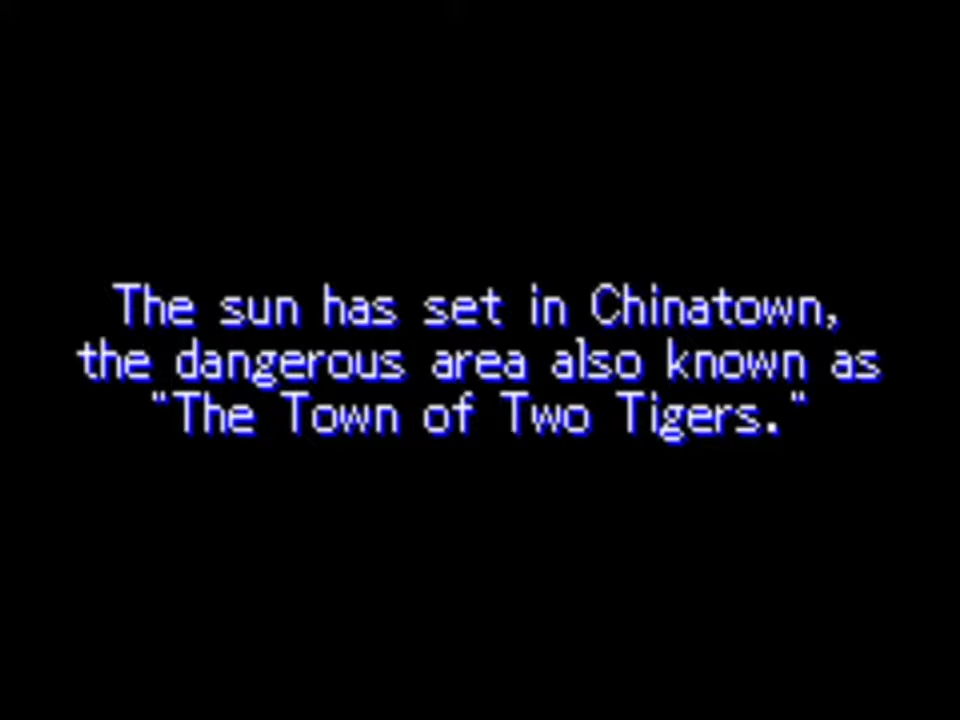 The sun has set in Chinatown,
the dangerous area also known as
"The Town of Two Tigers."